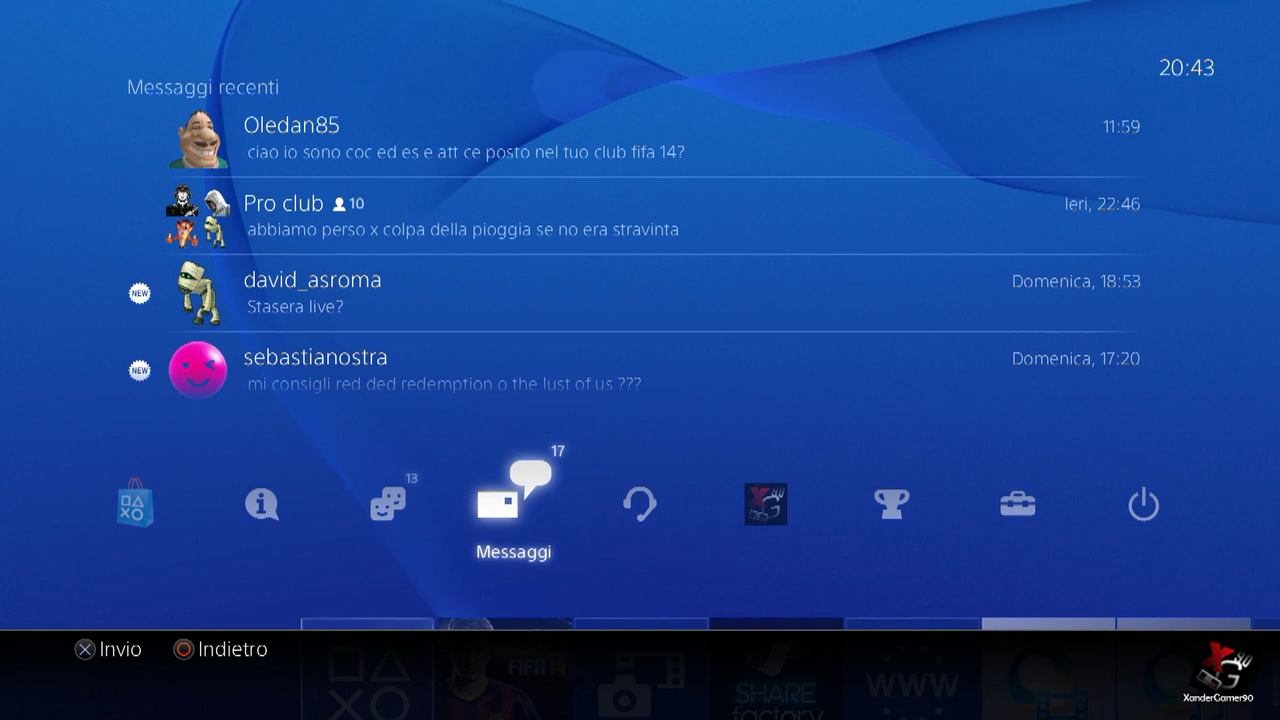 20:43
Messaggi recenti
Oledan85 11:59
ciao io sono coc ed es e att ce posto nel tuo club fifa 14?
Pro club 10 Ieri, 22:46
abbiamo perso x colpa della pioggia se no era stravinta
NEW david_asroma Domenica, 18:53
Stasera live?
NEW sebastianostra Domenica, 17:20
mi consigli red ded redemption o the lust of us ???
13 17
Messaggi
Invio Indietro
FIFA 14
SHARE
factory
www
XanderGamer90